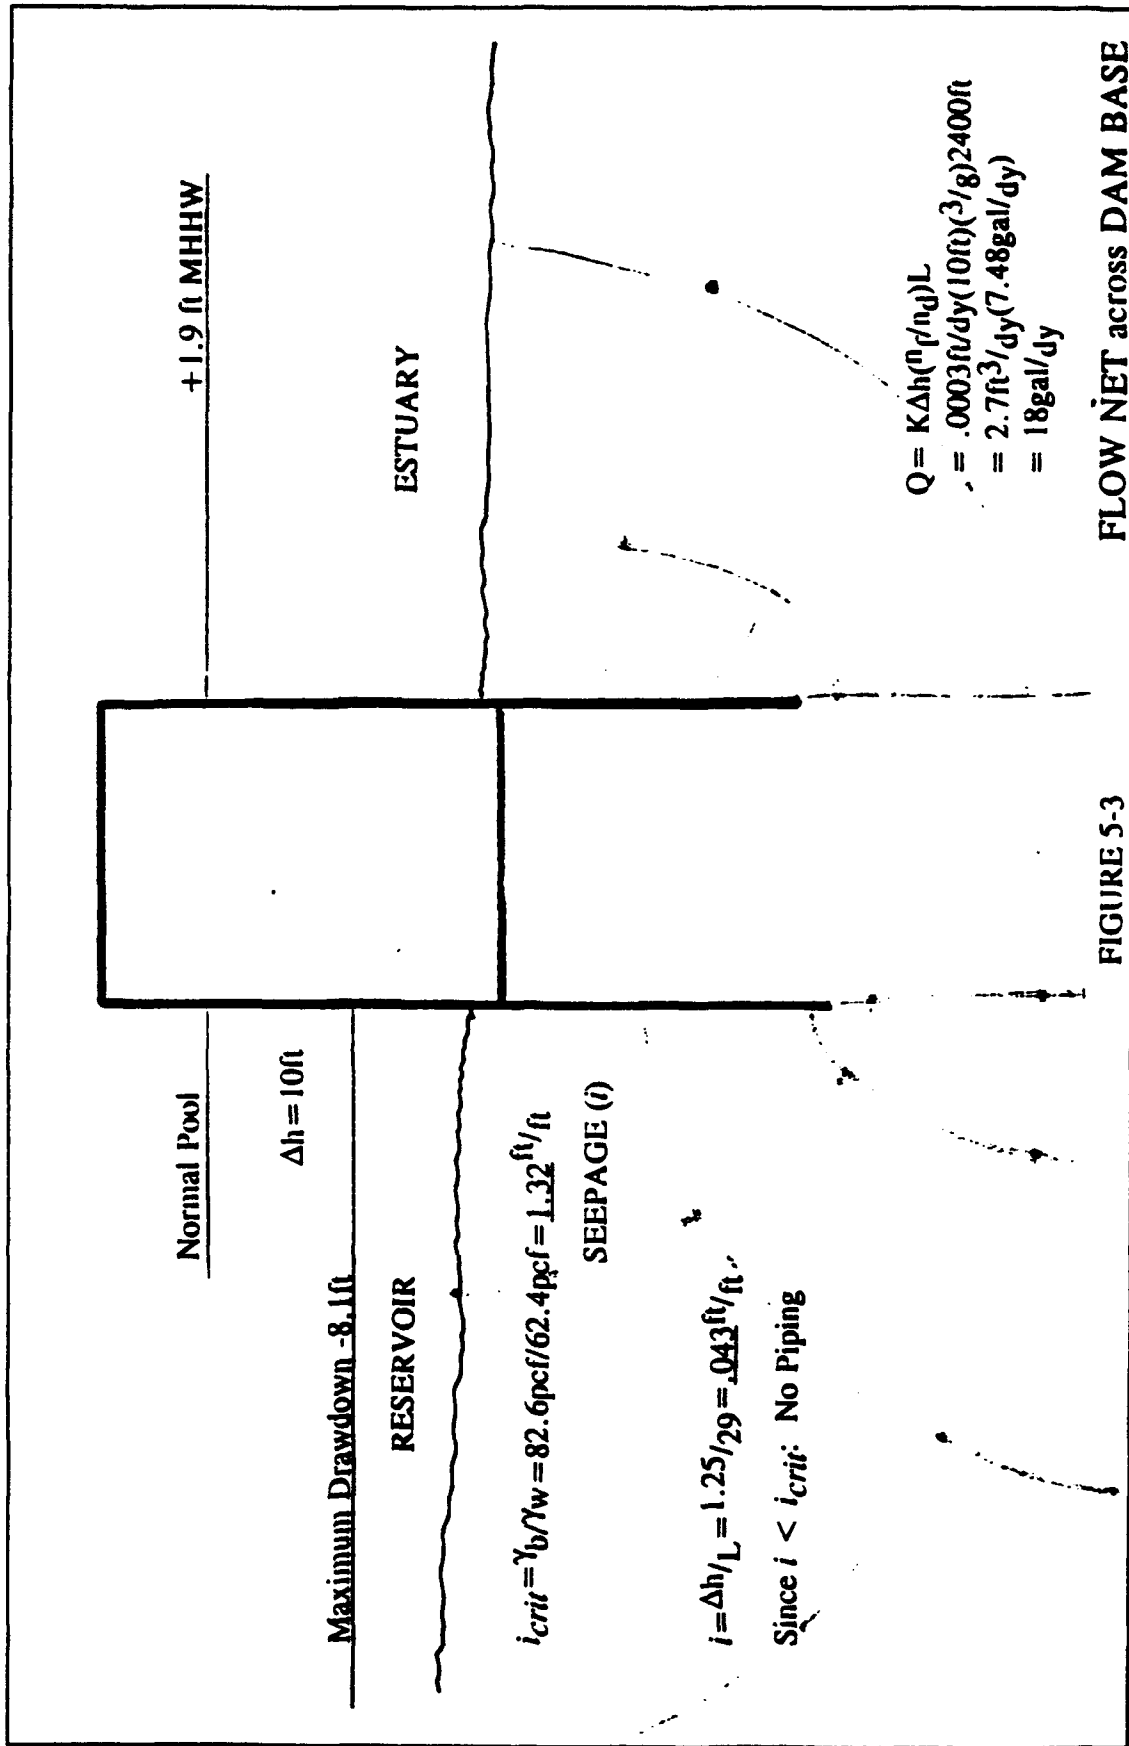 Normal Pool
+1.9 ft MHHW
Δh=10ft
Maximum Drawdown -8.1ft
RESERVOIR
ESTUARY
i_crit=γb/γw=82.6pcf/62.4pcf=1.32ft/ft
SEEPAGE (i)
i=Δh/L=1.25/29=.043ft/ft
Since i < i_crit: No Piping
Q= KΔh(nf/nd)L
= .0003ft/dy(10ft)(3/8)2400ft
= 2.7ft3/dy(7.48gal/dy)
= 18gal/dy
FIGURE 5-3
FLOW NET across DAM BASE